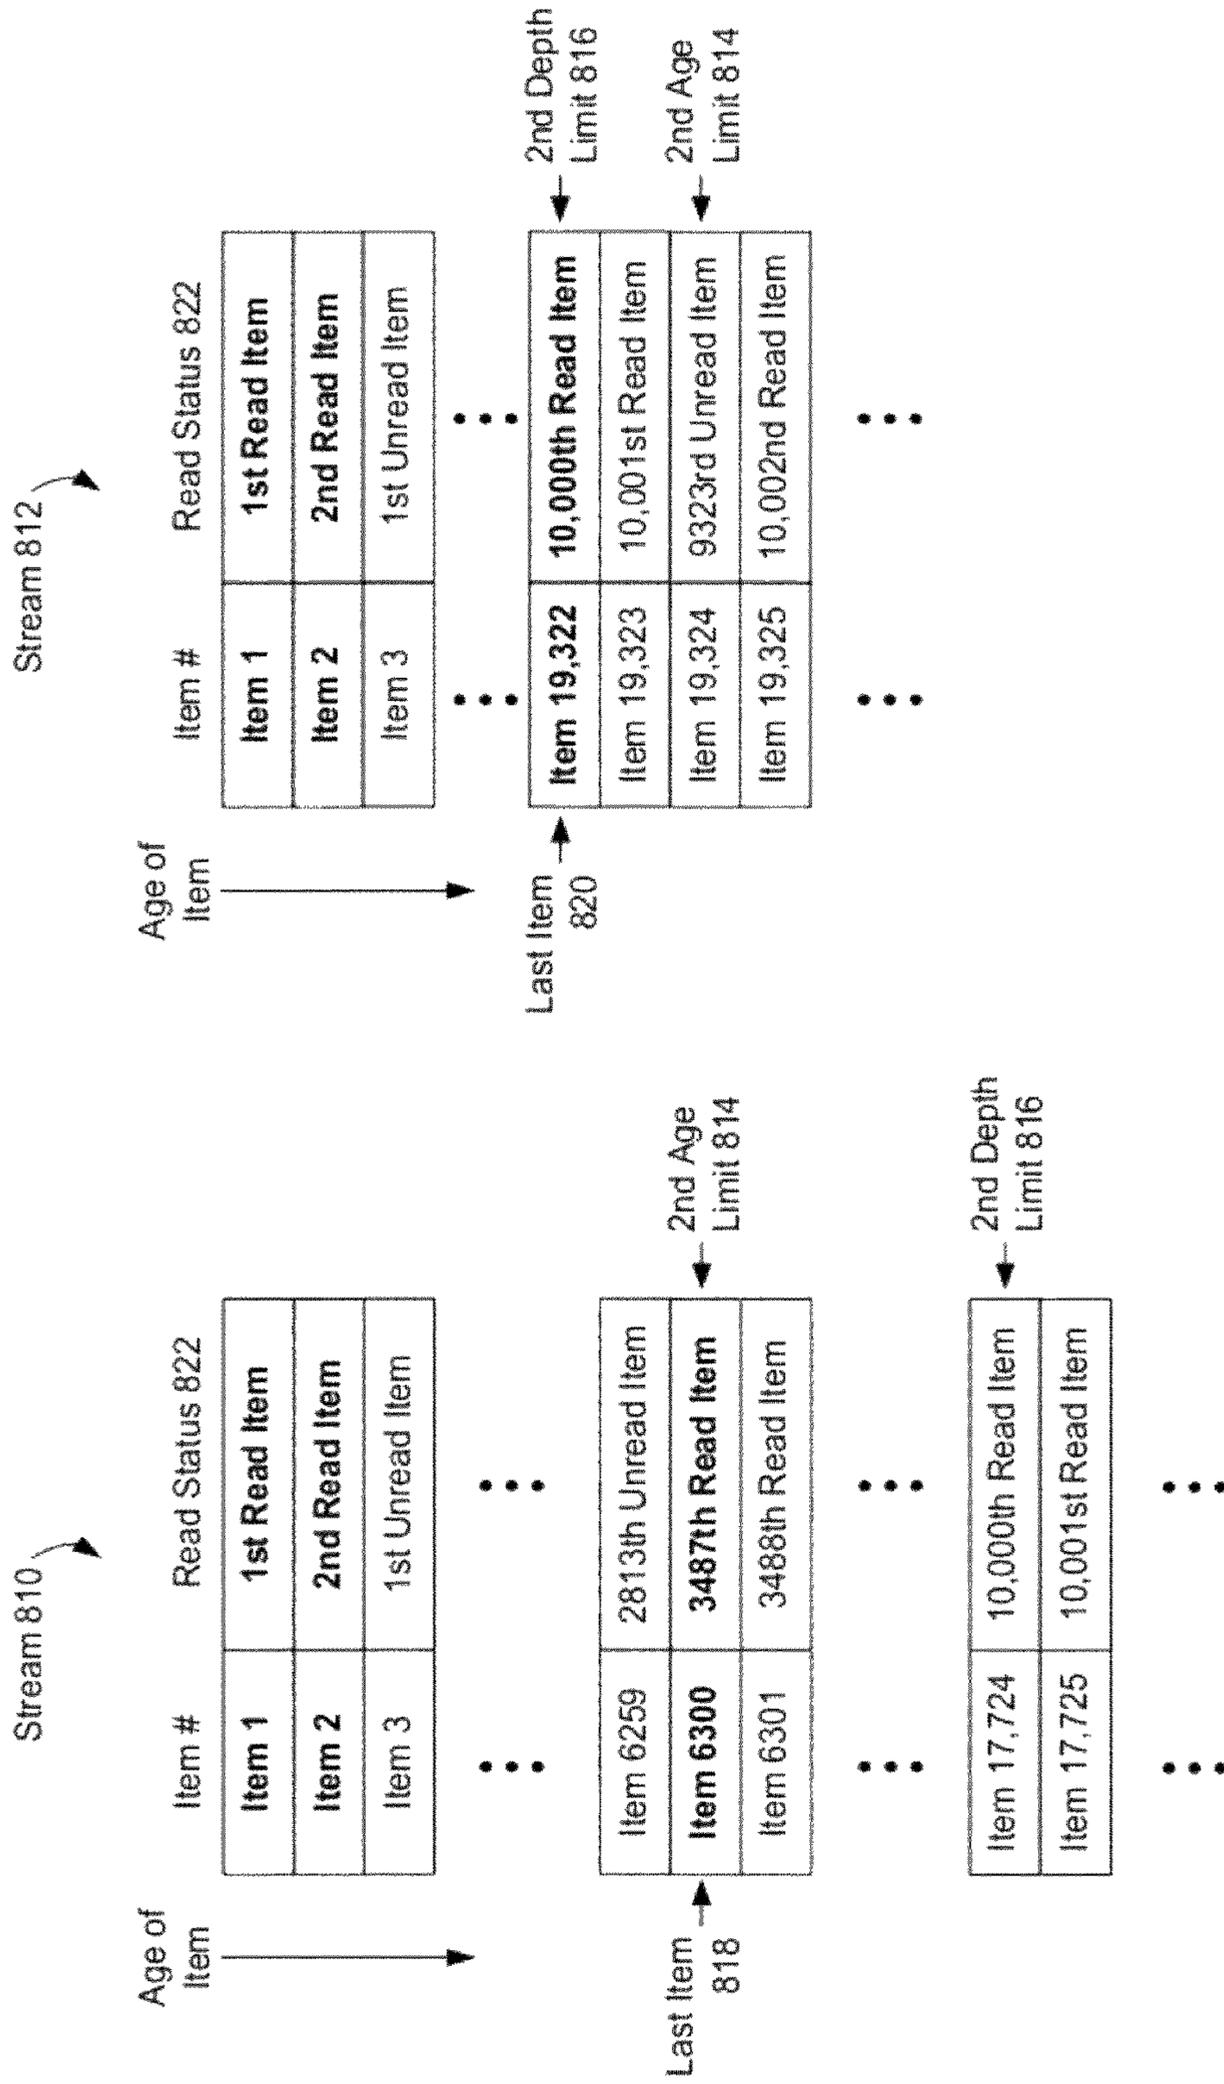 Stream 810
Age of
Item
Item #
Read Status 822
Item 1
1st Read Item
Item 2
2nd Read Item
Item 3
1st Unread Item
Item 6259
2813th Unread Item
Last Item
818
Item 6300
3487th Read Item
2nd Age
Limit 814
Item 6301
3488th Read Item
Item 17,724
10,000th Read Item
2nd Depth
Limit 816
Item 17,725
10,001st Read Item
Stream 812
Age of
Item
Item #
Read Status 822
Item 1
1st Read Item
Item 2
2nd Read Item
Item 3
1st Unread Item
Last Item
820
Item 19,322
10,000th Read Item
2nd Depth
Limit 816
Item 19,323
10,001st Read Item
Item 19,324
9323rd Unread Item
2nd Age
Limit 814
Item 19,325
10,002nd Read Item